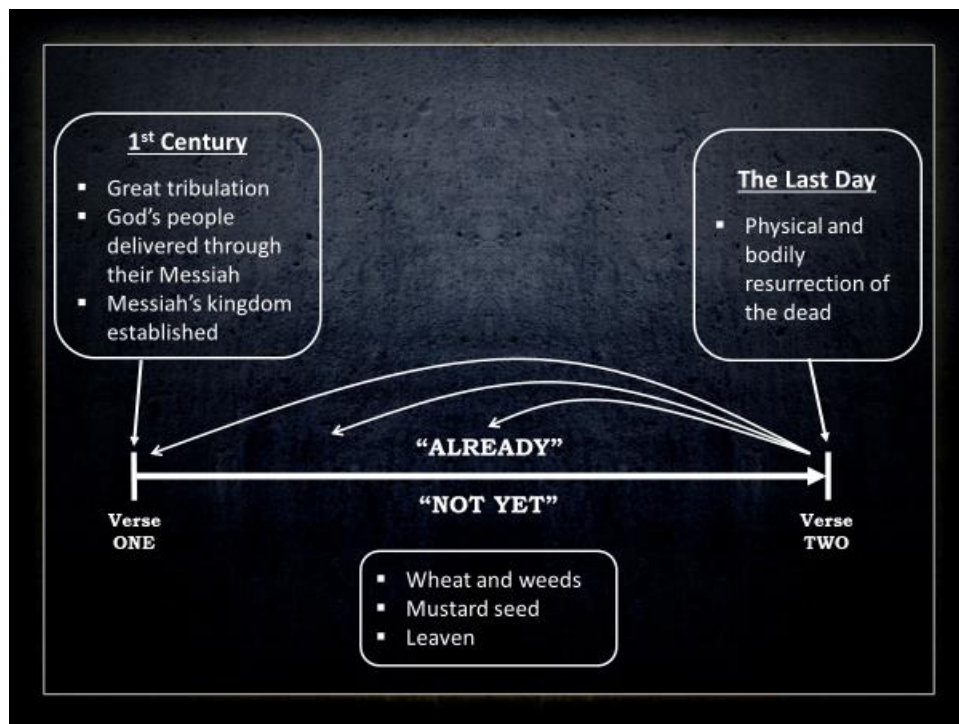 1st Century
▪ Great tribulation
▪ God’s people
delivered through
their Messiah
▪ Messiah’s kingdom
established
The Last Day
▪ Physical and
bodily
resurrection of
the dead
“ALREADY”
“NOT YET”
Verse
ONE
Verse
TWO
▪ Wheat and weeds
▪ Mustard seed
▪ Leaven